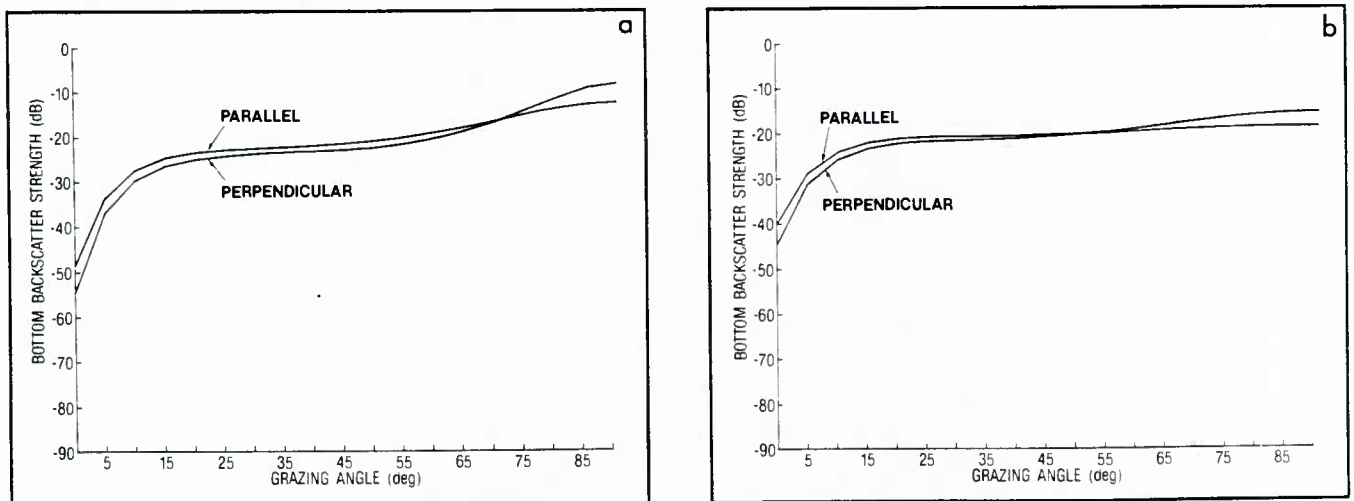 a
BOTTOM BACKSCATTER STRENGTH (dB)
0
-10
-20
-30
-40
-50
-60
-70
-80
-90
PARALLEL
PERPENDICULAR
5 15 25 35 45 55 65 75 85
GRAZING ANGLE (deg)
b
BOTTOM BACKSCATTER STRENGTH (dB)
0
-10
-20
-30
-40
-50
-60
-70
-80
-90
PARALLEL
PERPENDICULAR
5 15 25 35 45 55 65 75 85
GRAZING ANGLE (deg)